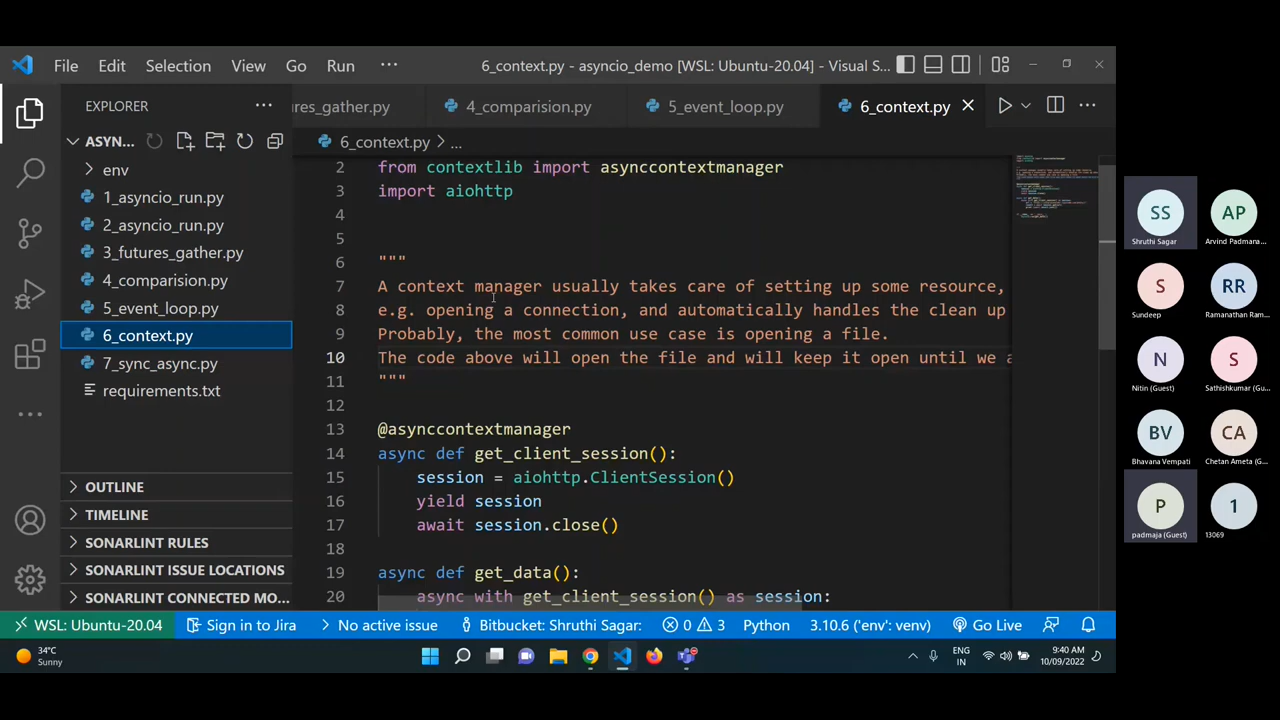 File Edit Selection View Go Run ··· 6_context.py - asyncio_demo [WSL: Ubuntu-20.04] - Visual S...
EXPLORER ···
ASYN...
env
1_asyncio_run.py
2_asyncio_run.py
3_futures_gather.py
4_comparision.py
5_event_loop.py
6_context.py
7_sync_async.py
requirements.txt
OUTLINE
TIMELINE
SONARLINT RULES
SONARLINT ISSUE LOCATIONS
SONARLINT CONNECTED MO...
res_gather.py 4_comparision.py 5_event_loop.py 6_context.py
6_context.py > ...
2 from contextlib import asynccontextmanager
3 import aiohttp
4
5
6 """
7 A context manager usually takes care of setting up some resource,
8 e.g. opening a connection, and automatically handles the clean up
9 Probably, the most common use case is opening a file.
10 The code above will open the file and will keep it open until we a
11 """
12
13 @asynccontextmanager
14 async def get_client_session():
15 session = aiohttp.ClientSession()
16 yield session
17 await session.close()
18
19 async def get_data():
20 async with get_client_session() as session:
WSL: Ubuntu-20.04 Sign in to Jira No active issue Bitbucket: Shruthi Sagar: 0 3 Python 3.10.6 ('env': venv) Go Live
34°C
Sunny
ENG
IN
9:40 AM
10/09/2022
SS AP
Shruthi Sagar Arvind Padmana...
S RR
Sundeep Ramanathan Ram...
N S
Nitin (Guest) Sathishkumar (Gu...
BV CA
Bhavana Vempati Chetan Ameta (G...
P 1
padmaja (Guest) 13069